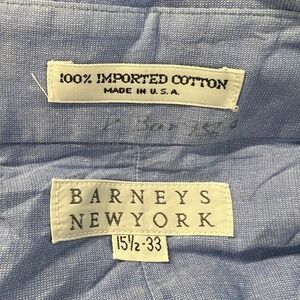 100% IMPORTED COTTON
MADE IN U.S.A.
BARNEYS
NEWYORK
15½-33